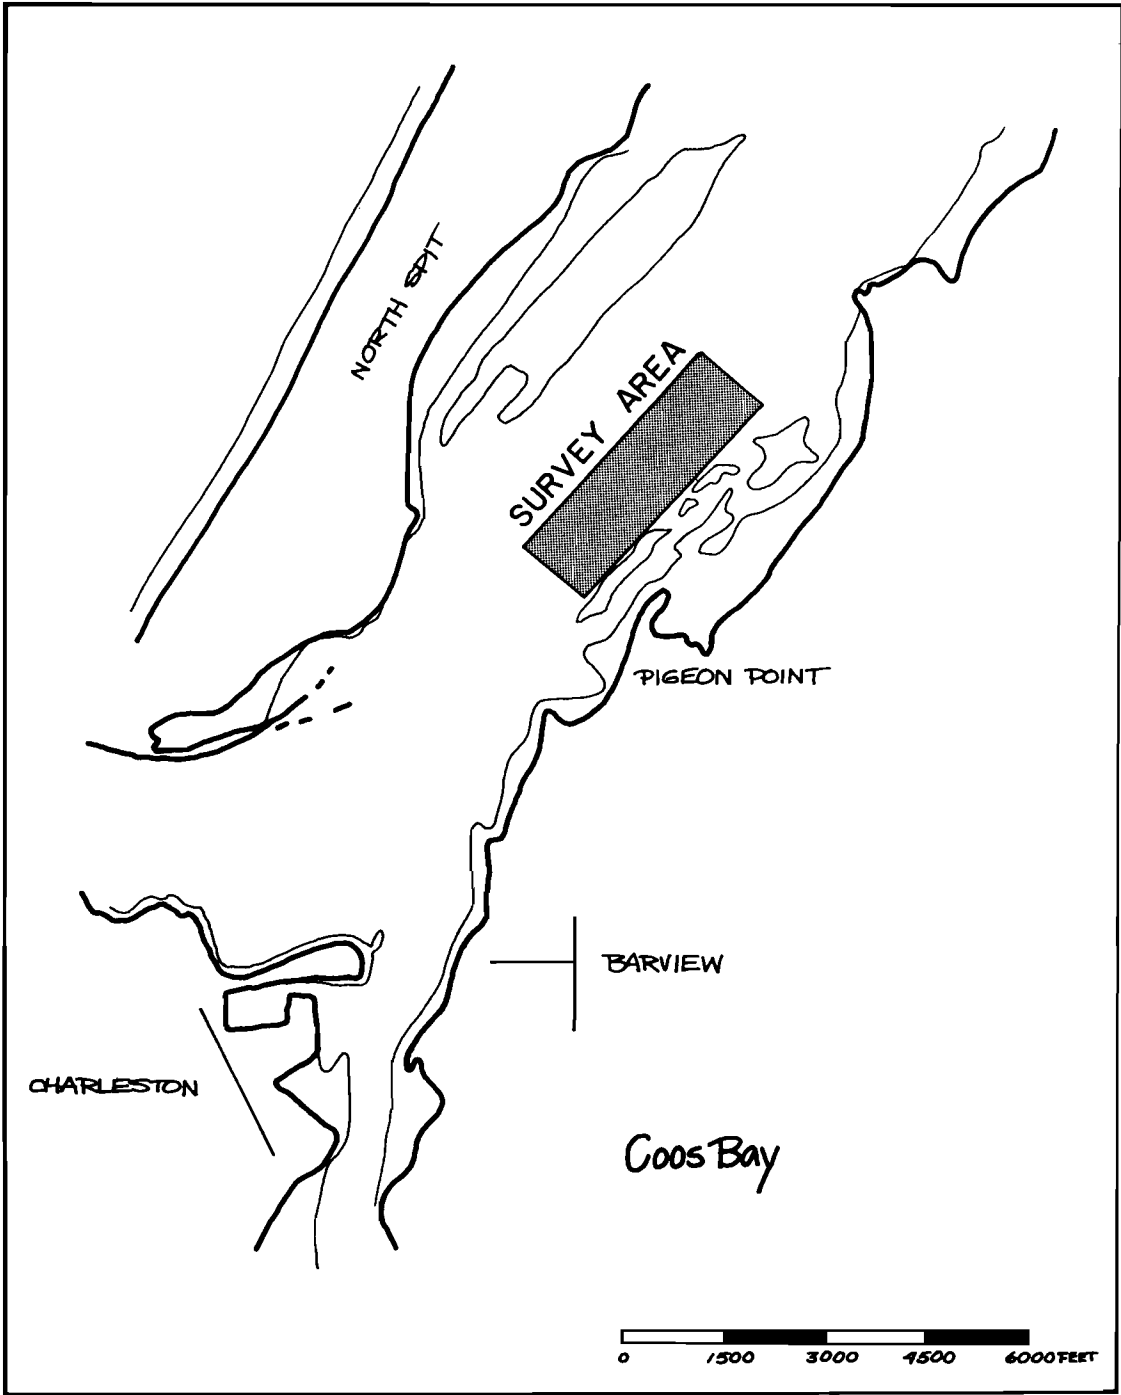 NORTH SPIT
SURVEY AREA
PIGEON POINT
BARVIEW
CHARLESTON
Coos Bay
0 1500 3000 4500 6000 FEET